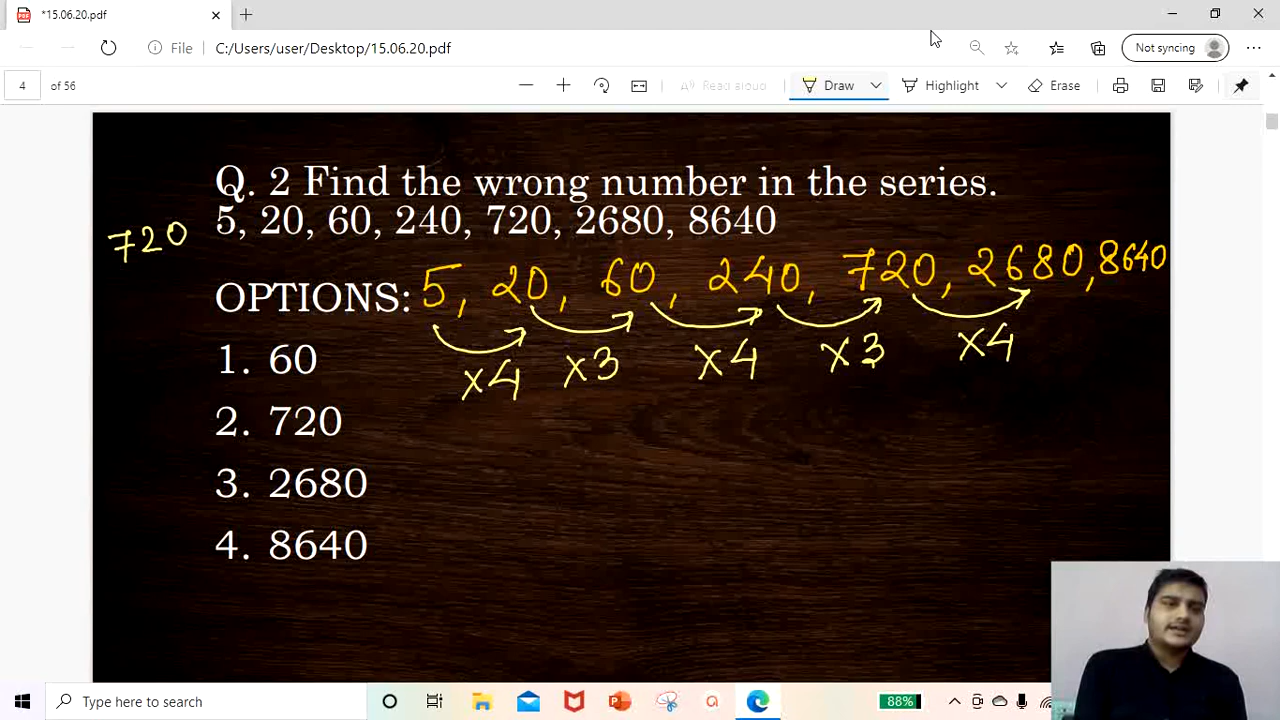 *15.06.20.pdf
File C:/Users/user/Desktop/15.06.20.pdf Not syncing
4 of 56 Read aloud Draw Highlight Erase
Q. 2 Find the wrong number in the series.
5, 20, 60, 240, 720, 2680, 8640
720
5, 20, 60, 240, 720, 2680, 8640
OPTIONS:
x4 x3 x4 x3 x4
1. 60
2. 720
3. 2680
4. 8640
Type here to search 88%